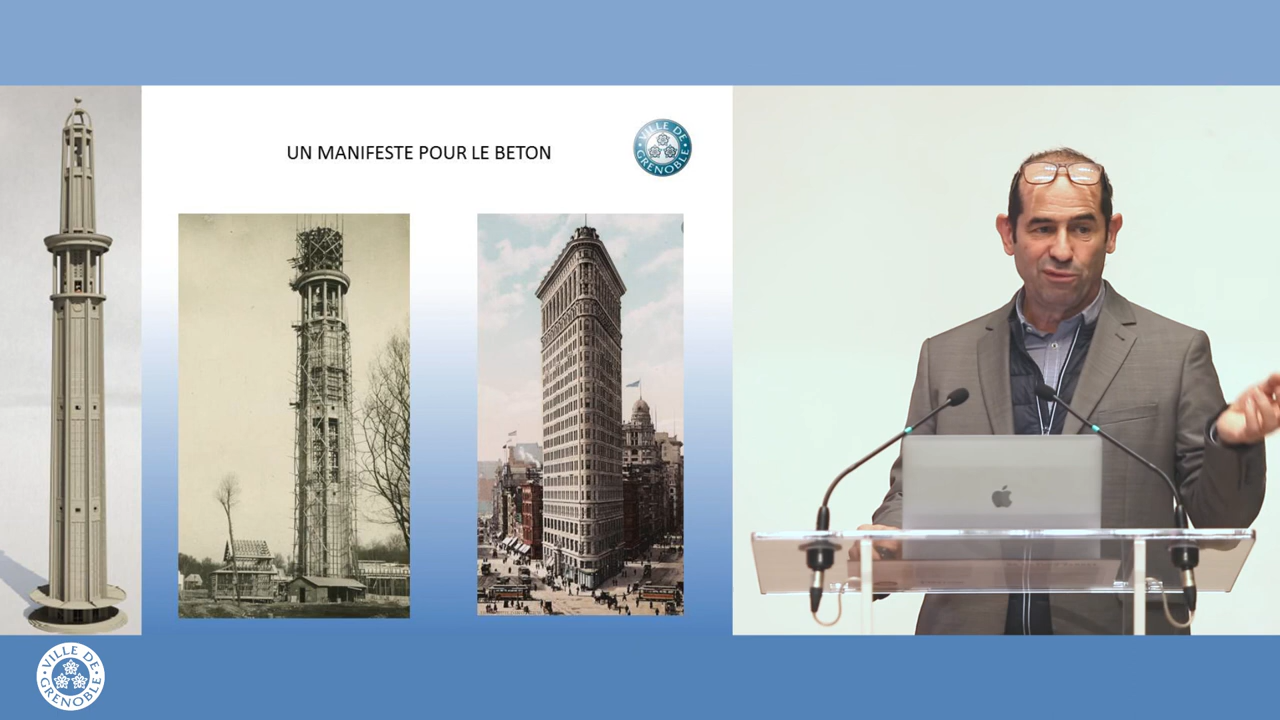 UN MANIFESTE POUR LE BETON
VILLE DE
GRENOBLE
VILLE DE
GRENOBLE